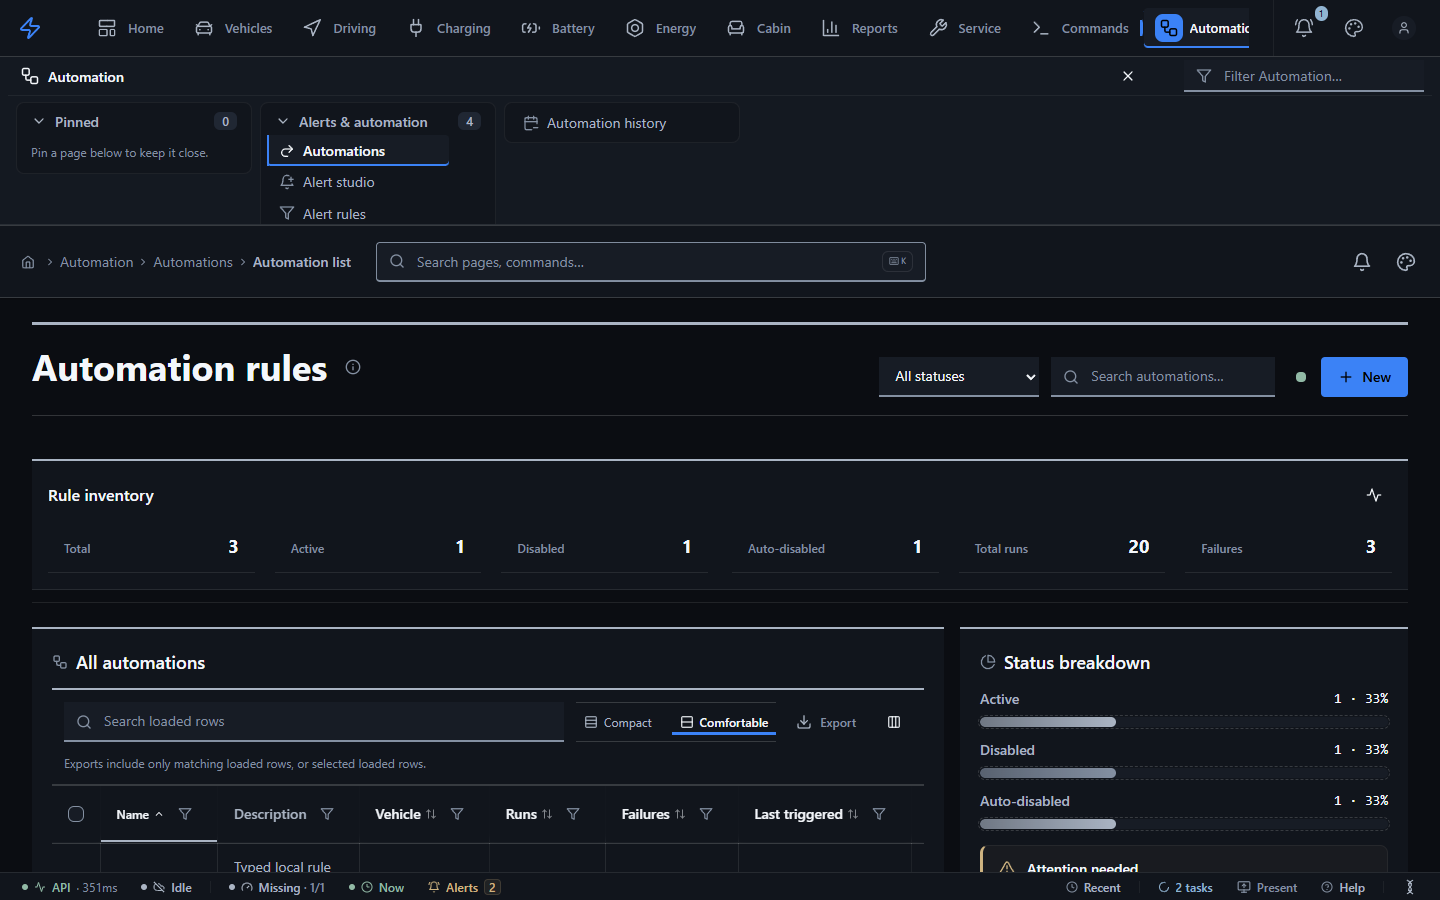 Home Vehicles Driving Charging Battery Energy Cabin Reports Service Commands Automatic 1
Automation Filter Automation...
Pinned 0 Alerts & automation 4 Automation history
Pin a page below to keep it close. Automations
Alert studio
Alert rules
Automation Automations Automation list Search pages, commands... K
Automation rules All statuses Search automations... New
Rule inventory
Total 3 Active 1 Disabled 1 Auto-disabled 1 Total runs 20 Failures 3
All automations Status breakdown
Active 1 · 33%
Search loaded rows Compact Comfortable Export
Disabled 1 · 33%
Exports include only matching loaded rows, or selected loaded rows.
Auto-disabled 1 · 33%
Name Description Vehicle Runs Failures Last triggered
Typed local rule Attention needed
API · 351ms Idle Missing · 1/1 Now Alerts 2 Recent 2 tasks Present Help